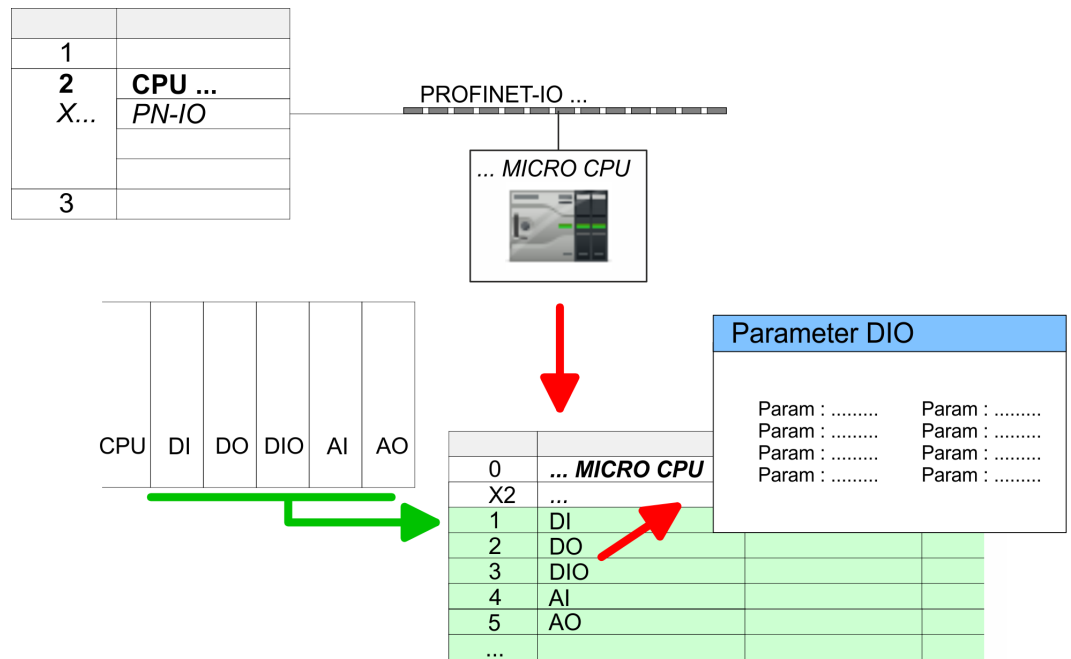 1
2 CPU ...
X... PN-IO
3
PROFINET-IO ...
... MICRO CPU
CPU DI DO DIO AI AO
Parameter DIO
Param : ......... Param : .........
Param : ......... Param : .........
Param : ......... Param : .........
Param : ......... Param : .........
0 ... MICRO CPU
X2 ...
1 DI
2 DO
3 DIO
4 AI
5 AO
...